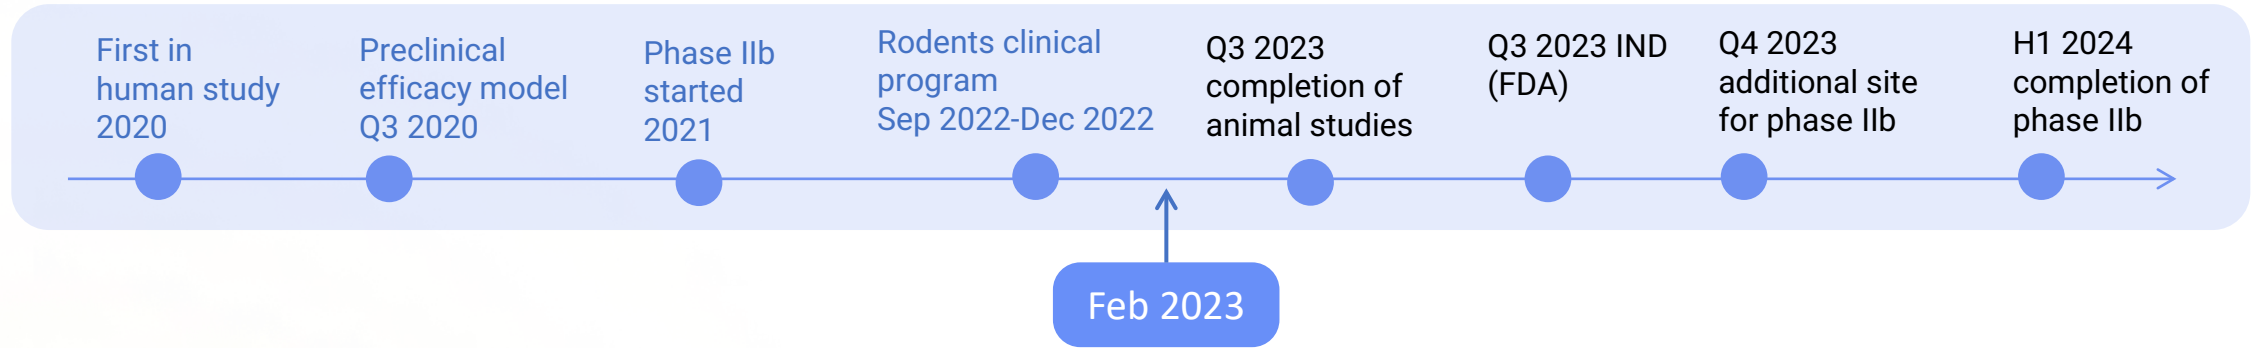 First in
human study
2020
Preclinical
efficacy model
Q3 2020
Phase IIb
started
2021
Rodents clinical
program
Sep 2022-Dec 2022
Q3 2023
completion of
animal studies
Q3 2023 IND
(FDA)
Q4 2023
additional site
for phase IIb
H1 2024
completion of
phase IIb
Feb 2023